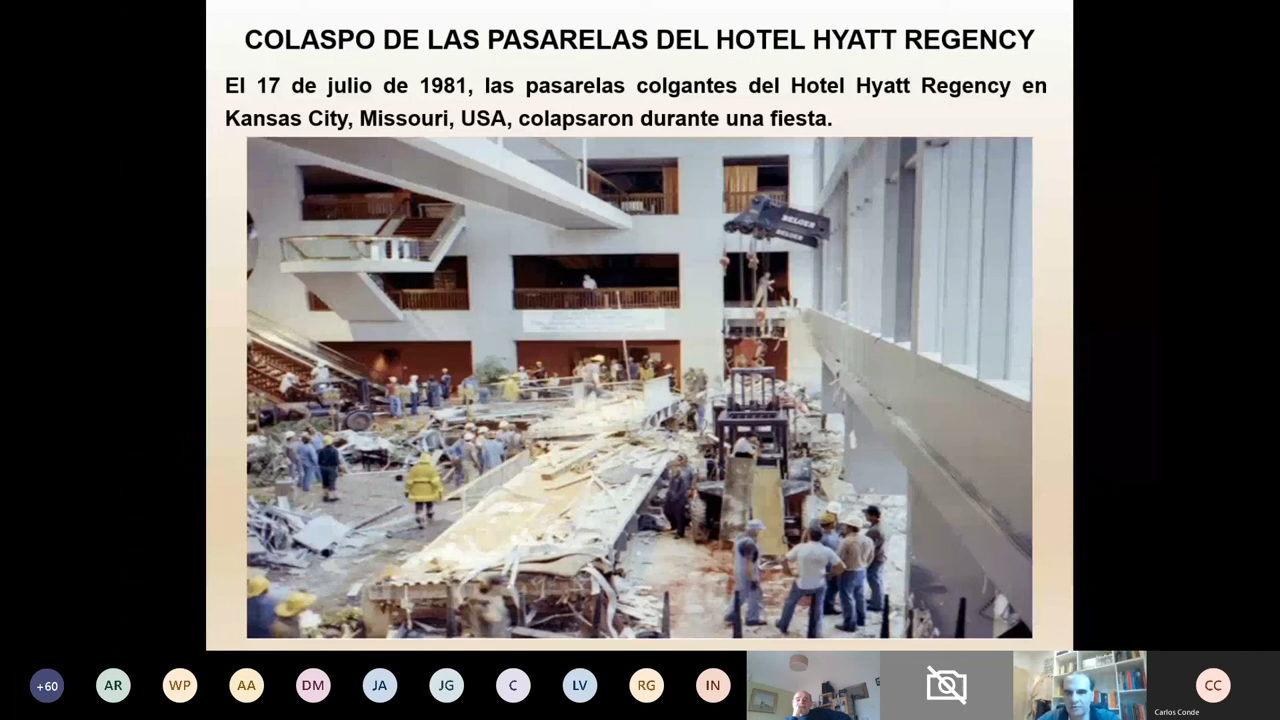 COLASPO DE LAS PASARELAS DEL HOTEL HYATT REGENCY
El 17 de julio de 1981, las pasarelas colgantes del Hotel Hyatt Regency en
Kansas City, Missouri, USA, colapsaron durante una fiesta.
BELGER
BELGER
+60
AR
WP
AA
DM
JA
JG
C
LV
RG
IN
CC
Carlos Conde